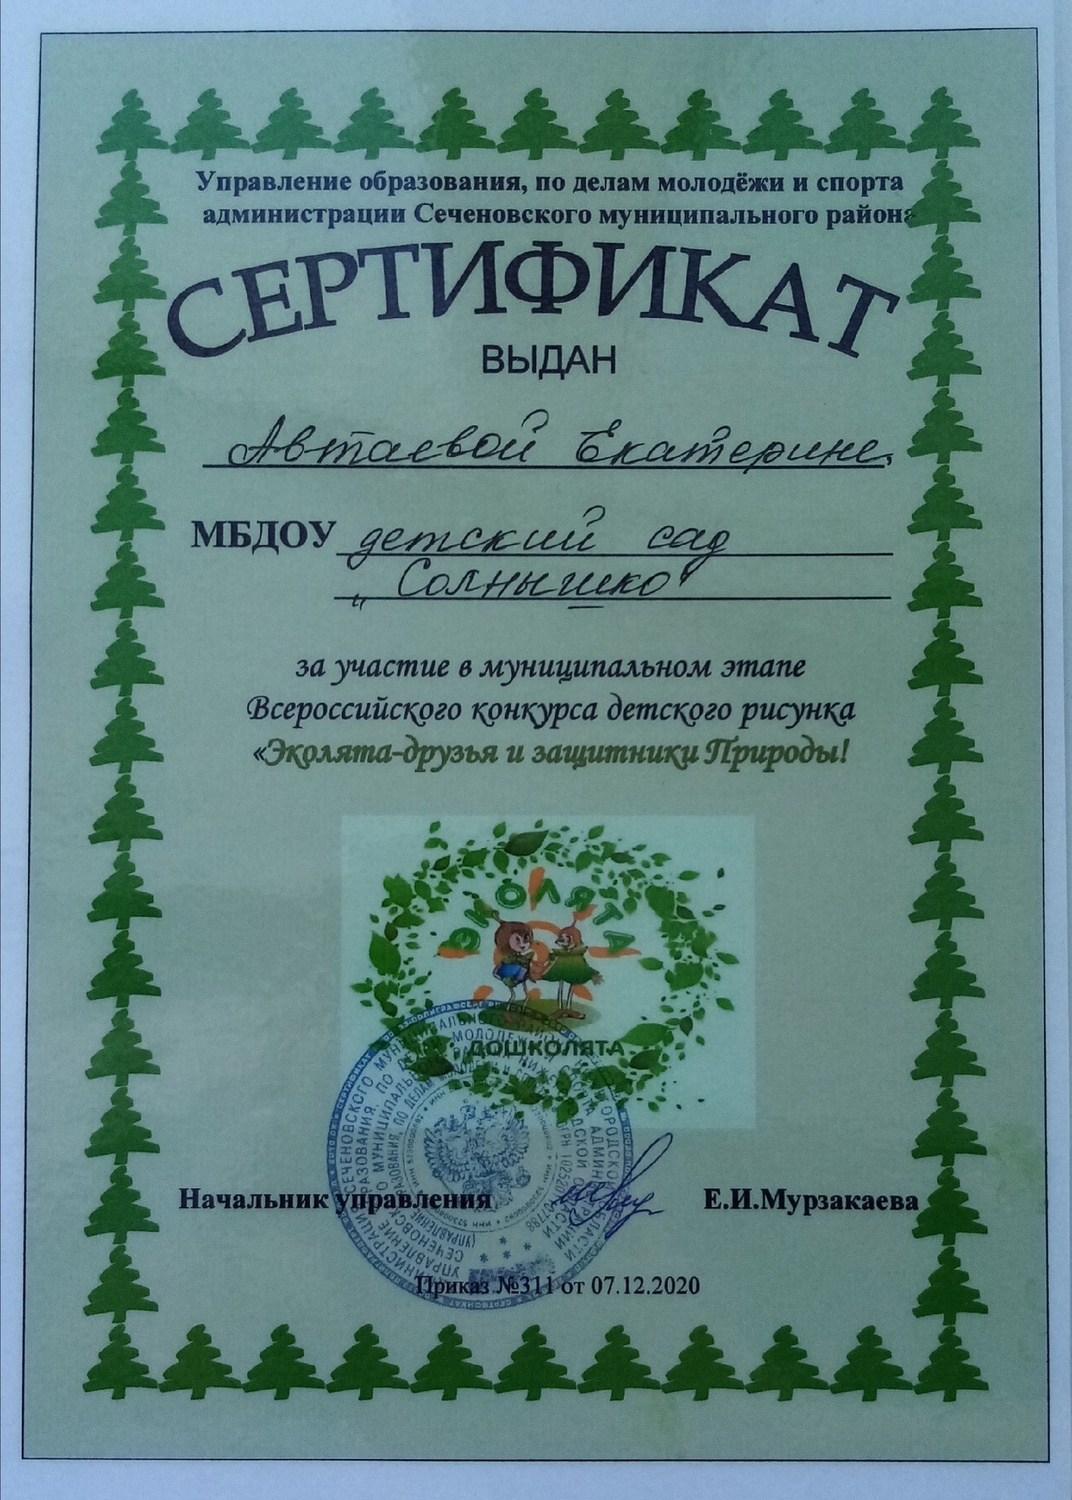 Управление образования, по делам молодёжи и спорта
администрации Сеченовского муниципального района
СЕРТИФИКАТ
ВЫДАН
Автаевой Екатерине,
МБДОУ детский сад
„Солнышко"
за участие в муниципальном этапе
Всероссийского конкурса детского рисунка
«Эколята-друзья и защитники Природы!
ЭКОЛЯТА
ДОШКОЛЯТА
Начальник управления Е.И.Мурзакаева
Приказ №311 от 07.12.2020